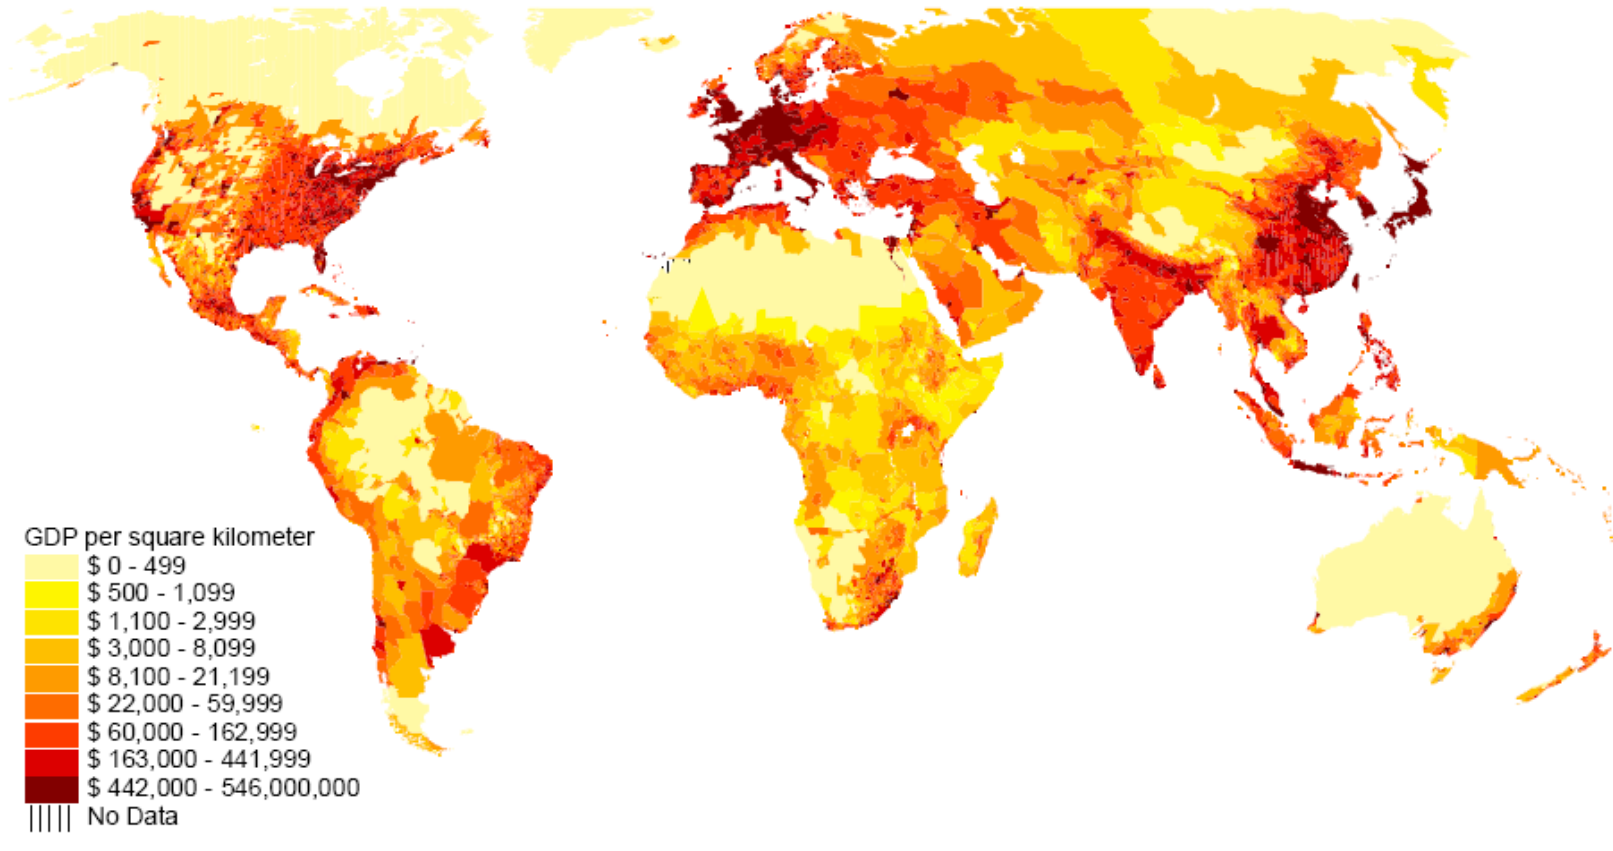 GDP per square kilometer
$ 0 - 499
$ 500 - 1,099
$ 1,100 - 2,999
$ 3,000 - 8,099
$ 8,100 - 21,199
$ 22,000 - 59,999
$ 60,000 - 162,999
$ 163,000 - 441,999
$ 442,000 - 546,000,000
No Data